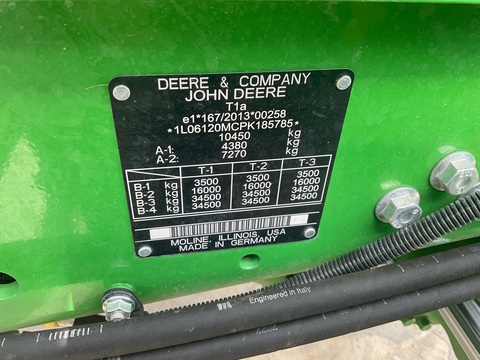 DEERE & COMPANY
JOHN DEERE
T1a
e1*167/2013*00258
*1L06120MCPK185785*
10450 kg
A-1: 4380 kg
A-2: 7270 kg
T-1 T-2 T-3
B-1 kg 3500 3500 3500
B-2 kg 16000 16000 16000
B-3 kg 34500 34500 34500
B-4 kg 34500 34500 34500
MOLINE, ILLINOIS, USA
MADE IN GERMANY
Engineered in Italy